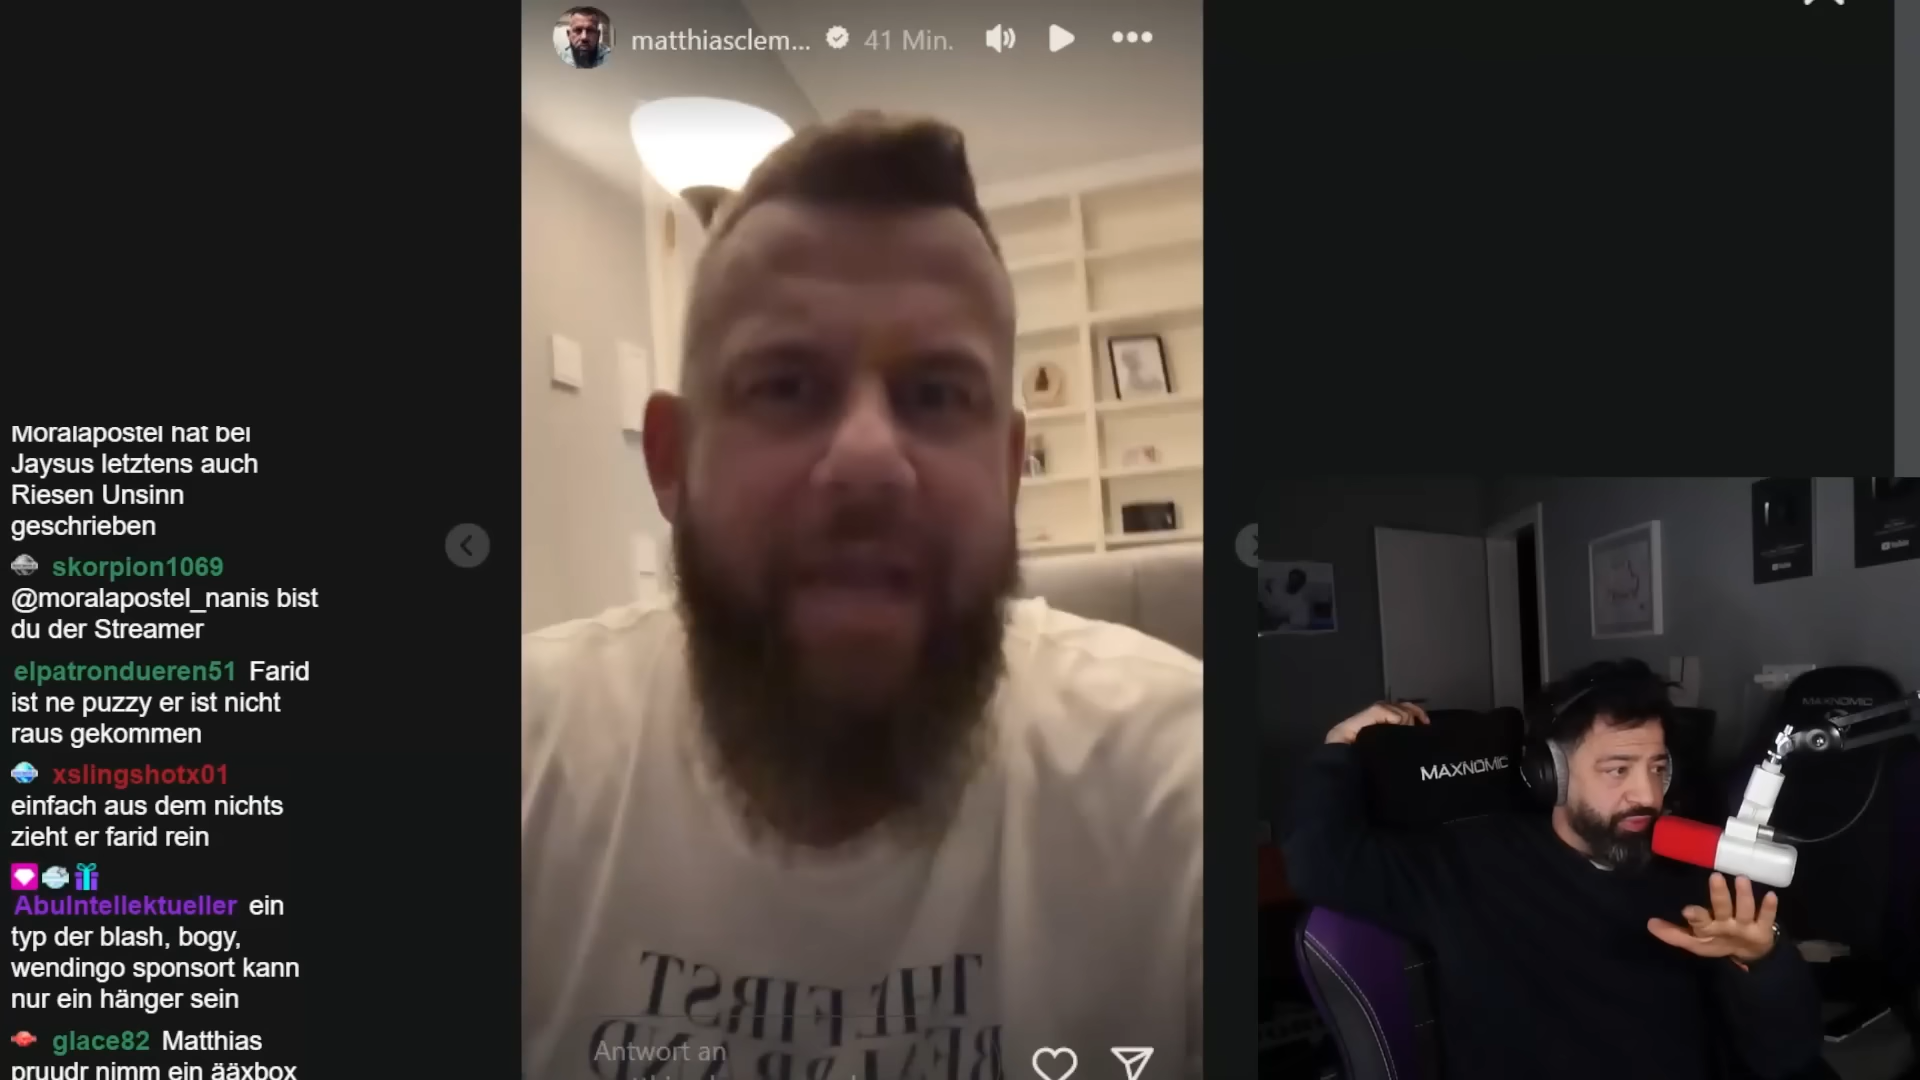 matthiasclem... 41 Min.
Moralapostel hat bei
Jaysus letztens auch
Riesen Unsinn
geschrieben
skorpion1069
@moralapostel_nanis bist
du der Streamer
elpatrondueren51 Farid
ist ne puzzy er ist nicht
raus gekommen
xslingshotx01
einfach aus dem nichts
zieht er farid rein
AbuIntellektueller ein
typ der blash, bogy,
wendingo sponsort kann
nur ein hänger sein
glace82 Matthias
pruudr nimm ein ääxbox
THE FIRST
Antwort an
MAXNOMIC
MAXNOMIC